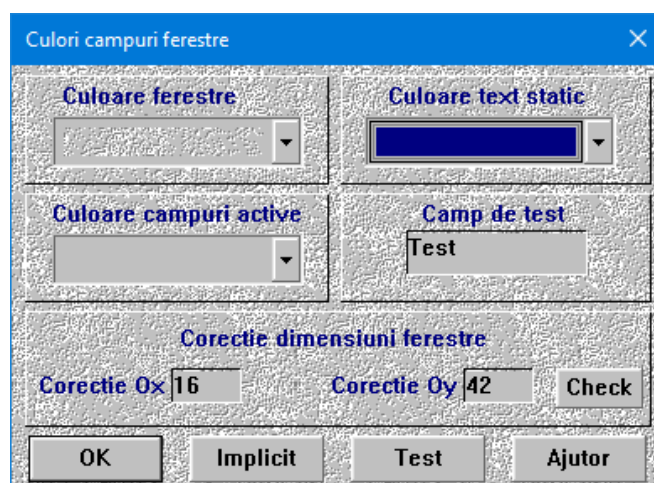 Culori campuri ferestre
Culoare ferestre
Culoare text static
Culoare campuri active
Camp de test
Test
Corectie dimensiuni ferestre
Corectie Ox 16
Corectie Oy 42
Check
OK
Implicit
Test
Ajutor